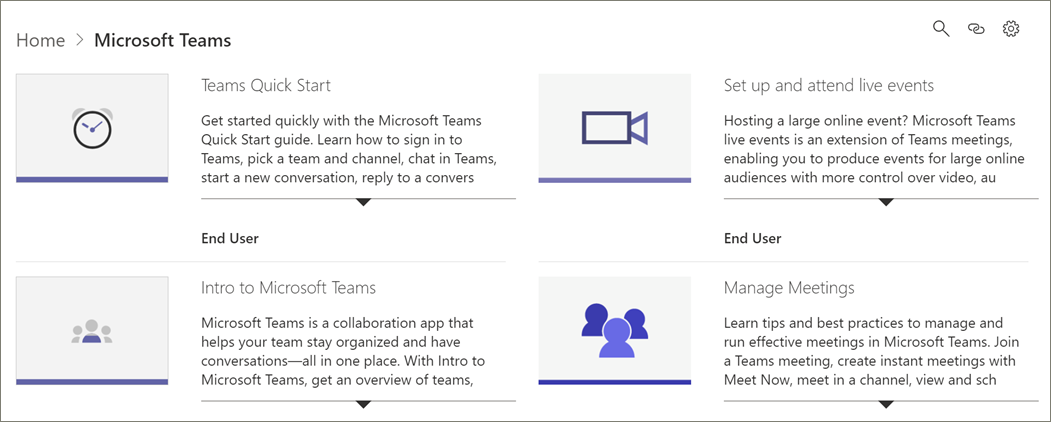 Home > Microsoft Teams
Teams Quick Start
Get started quickly with the Microsoft Teams
Quick Start guide. Learn how to sign in to
Teams, pick a team and channel, chat in Teams,
start a new conversation, reply to a convers
End User
Set up and attend live events
Hosting a large online event? Microsoft Teams
live events is an extension of Teams meetings,
enabling you to produce events for large online
audiences with more control over video, au
End User
Intro to Microsoft Teams
Microsoft Teams is a collaboration app that
helps your team stay organized and have
conversations—all in one place. With Intro to
Microsoft Teams, get an overview of teams,
Manage Meetings
Learn tips and best practices to manage and
run effective meetings in Microsoft Teams. Join
a Teams meeting, create instant meetings with
Meet Now, meet in a channel, view and sch